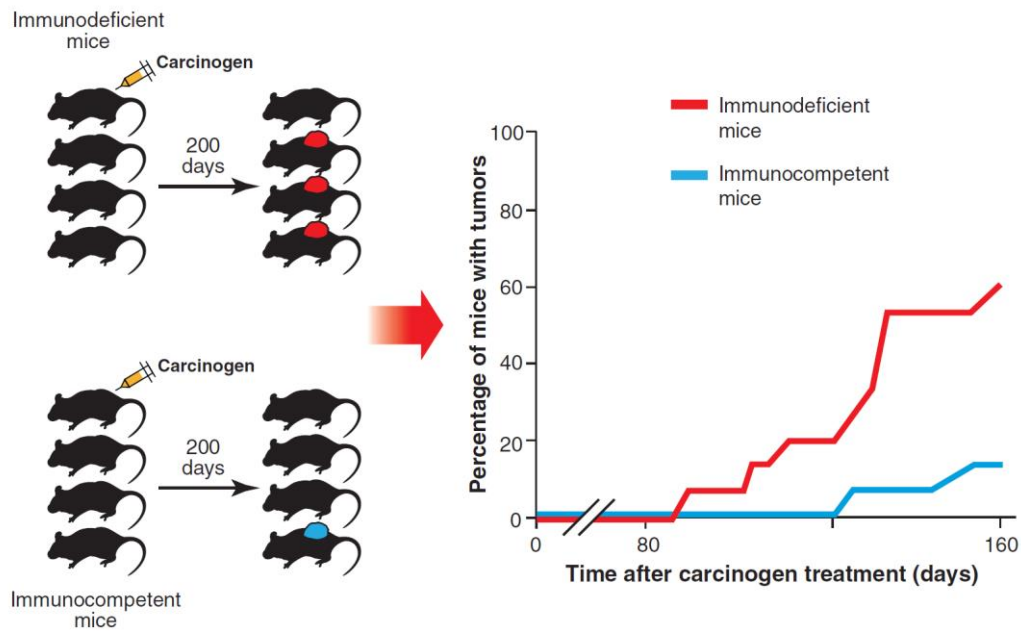 Immunodeficient
mice
Carcinogen
200
days
Carcinogen
200
days
Immunocompetent
mice
Immunodeficient
mice
Immunocompetent
mice
Percentage of mice with tumors
100
80
60
40
20
0
0
80
160
Time after carcinogen treatment (days)